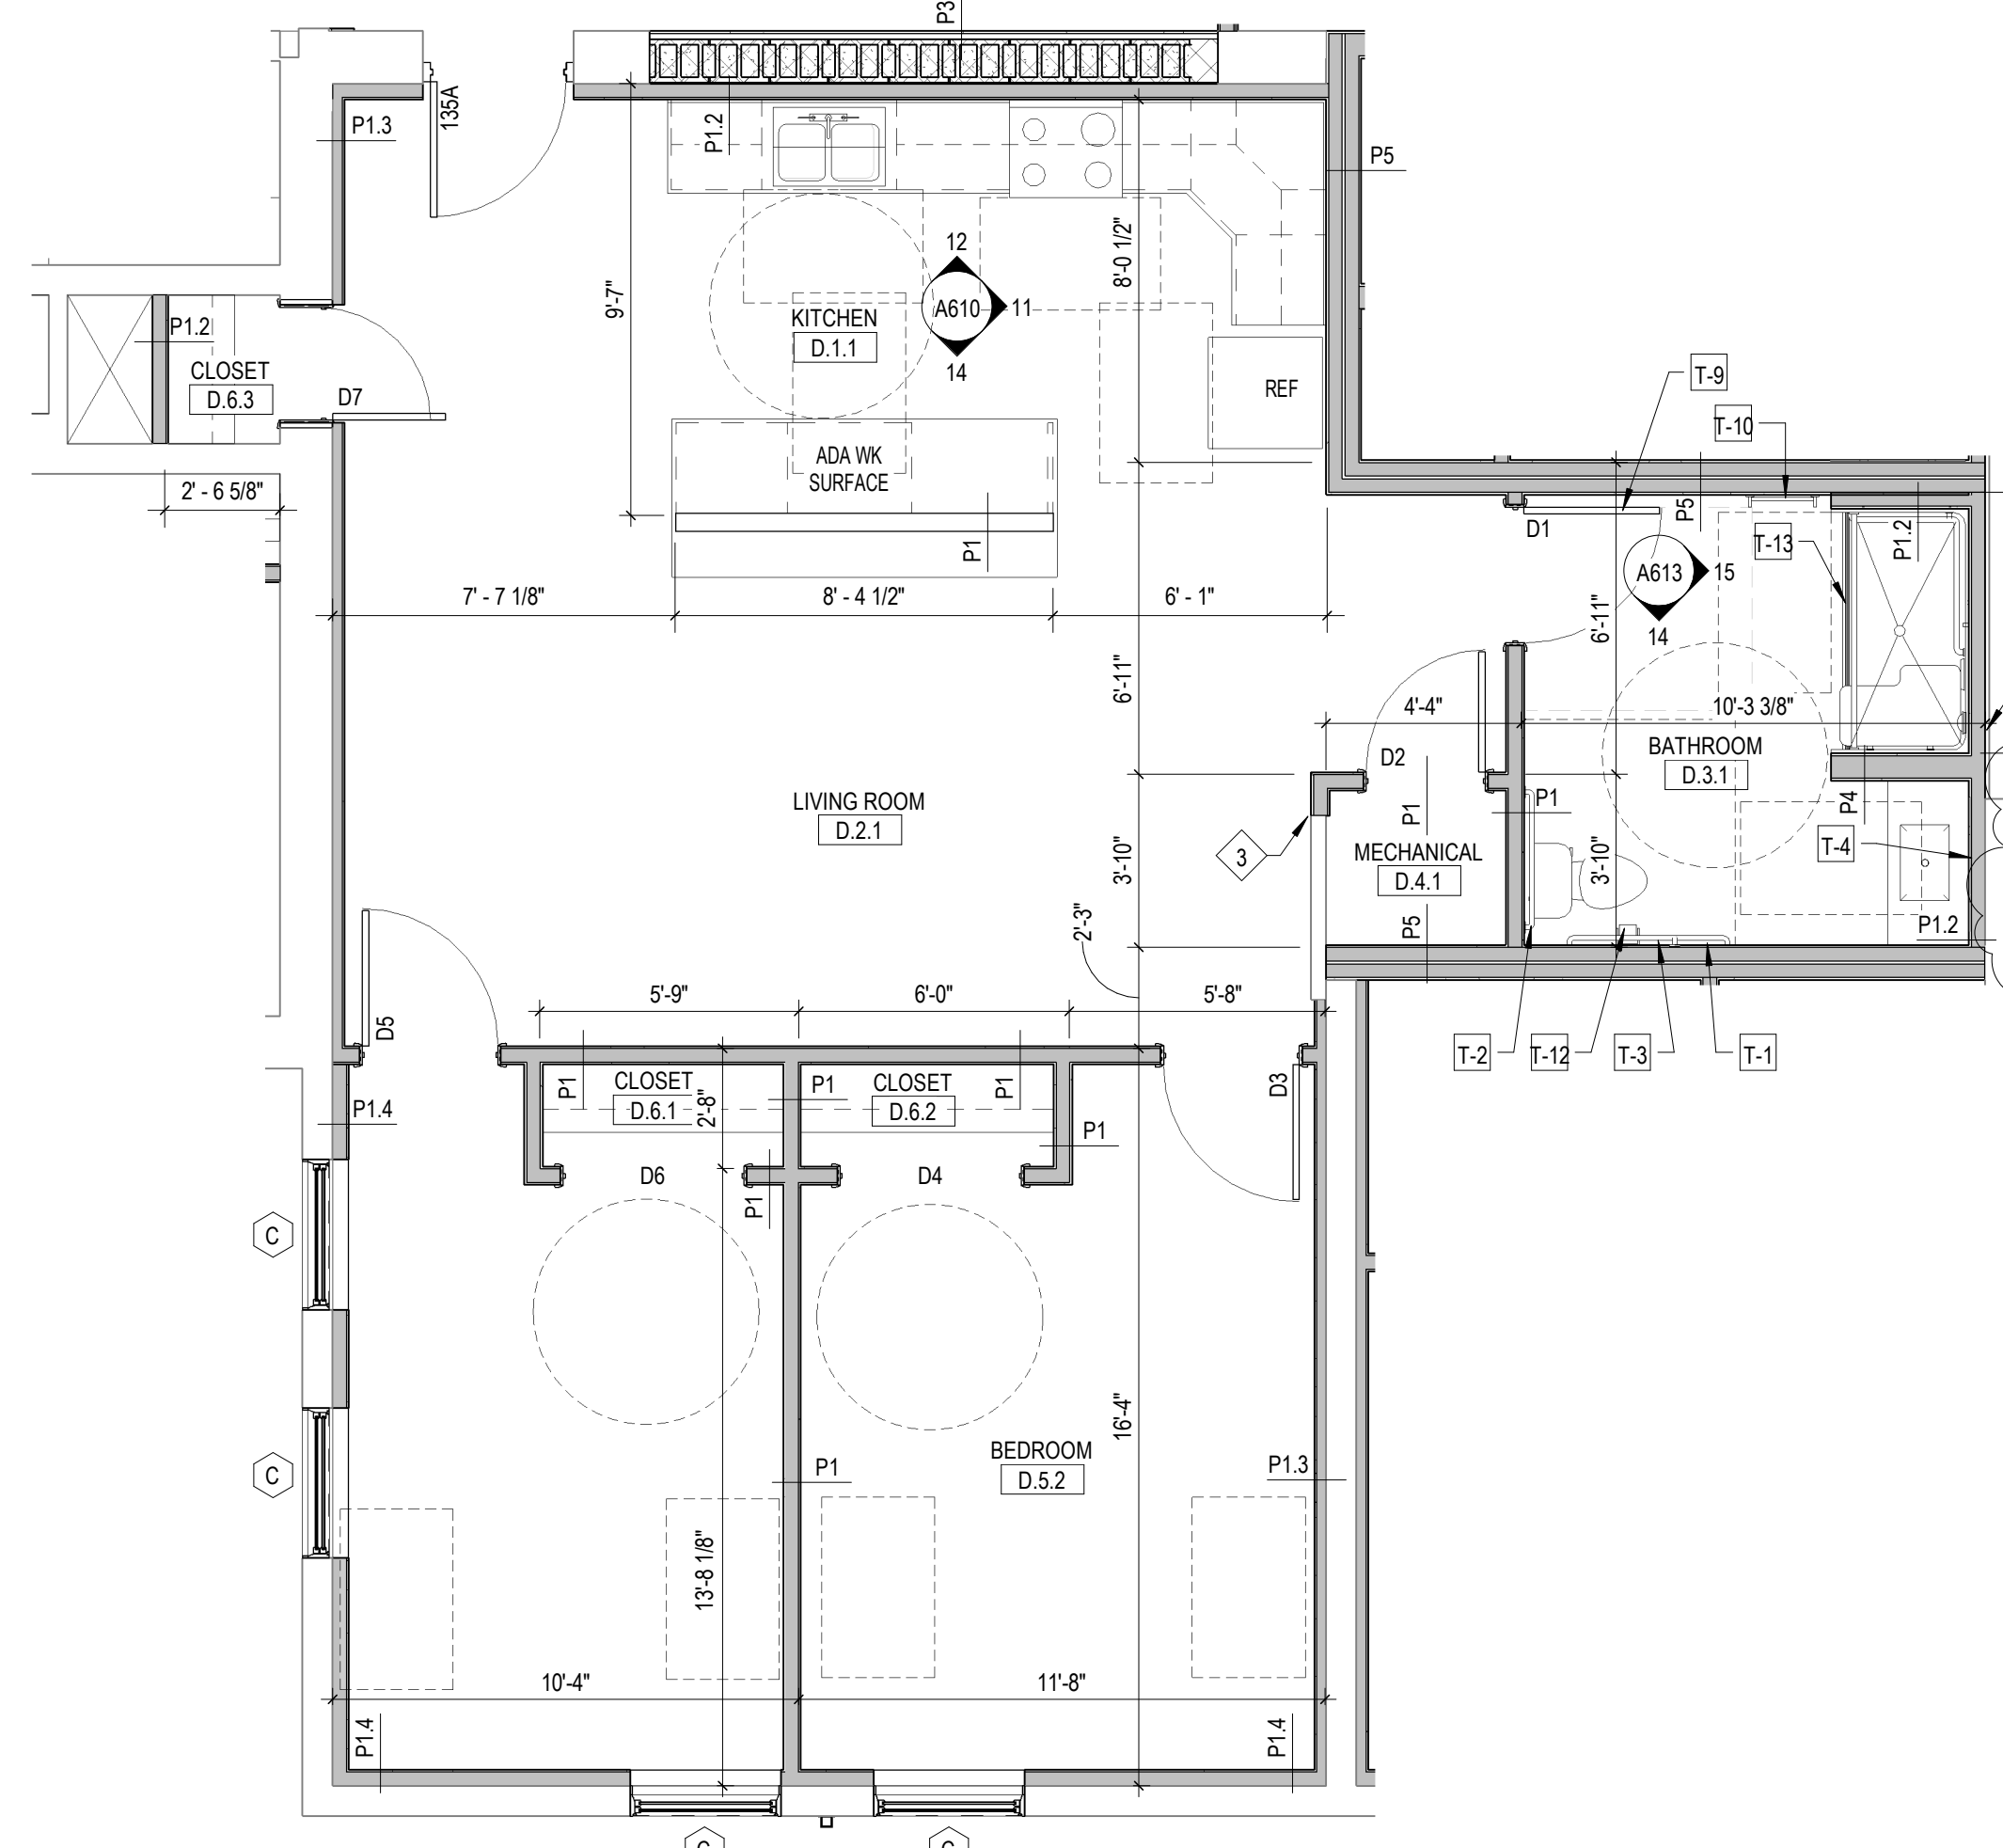 P3
135A
P1.3
P1.2
P5
12
A610
11
14
8'-0 1/2"
9'-7"
KITCHEN
D.1.1
P1.2
CLOSET
D.6.3
D7
REF
T-9
T-10
ADA WK
SURFACE
2' - 6 5/8"
P1
D1
P5
T-13
P1.2
A613
15
14
7' - 7 1/8"
8' - 4 1/2"
6' - 1"
6'-11"
6'-11"
4'-4"
10'-3 3/8"
BATHROOM
D.3.1
D2
LIVING ROOM
D.2.1
P1
P1
P4
T-4
3
MECHANICAL
D.4.1
3'-10"
3'-10"
P5
P1.2
2'-3"
5'-9"
6'-0"
5'-8"
D5
T-2
T-12
T-3
T-1
CLOSET
D.6.1
P1
2'-8"
P1
CLOSET
D.6.2
P1
D3
P1.4
P1
D6
P1
D4
C
16'-4"
BEDROOM
D.5.2
P1
P1.3
C
13'-8 1/8"
10'-4"
11'-8"
P1.4
P1.4